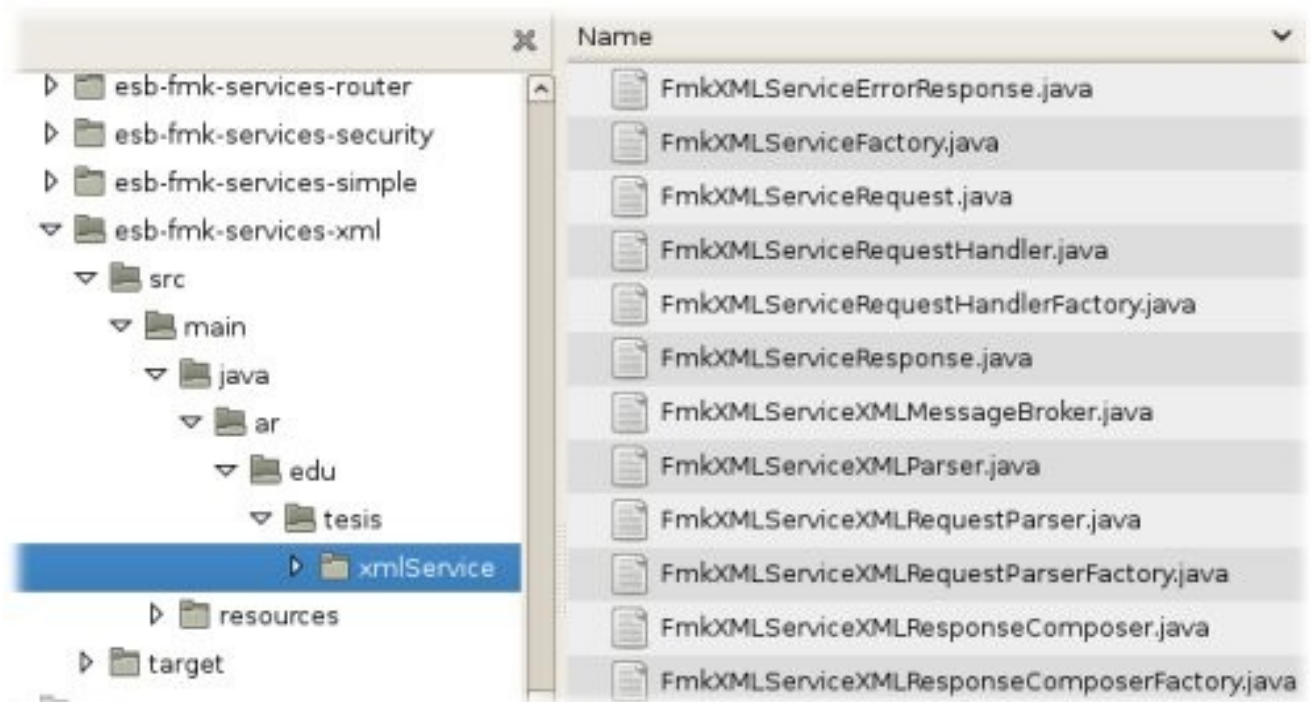 Name
esb-fmk-services-router
esb-fmk-services-security
esb-fmk-services-simple
esb-fmk-services-xml
src
main
java
ar
edu
tesis
xmlService
resources
target
FmkXMLServiceErrorResponse.java
FmkXMLServiceFactory.java
FmkXMLServiceRequest.java
FmkXMLServiceRequestHandler.java
FmkXMLServiceRequestHandlerFactory.java
FmkXMLServiceResponse.java
FmkXMLServiceXMLMessageBroker.java
FmkXMLServiceXMLParser.java
FmkXMLServiceXMLRequestParser.java
FmkXMLServiceXMLRequestParserFactory.java
FmkXMLServiceXMLResponseComposer.java
FmkXMLServiceXMLResponseComposerFactory.java